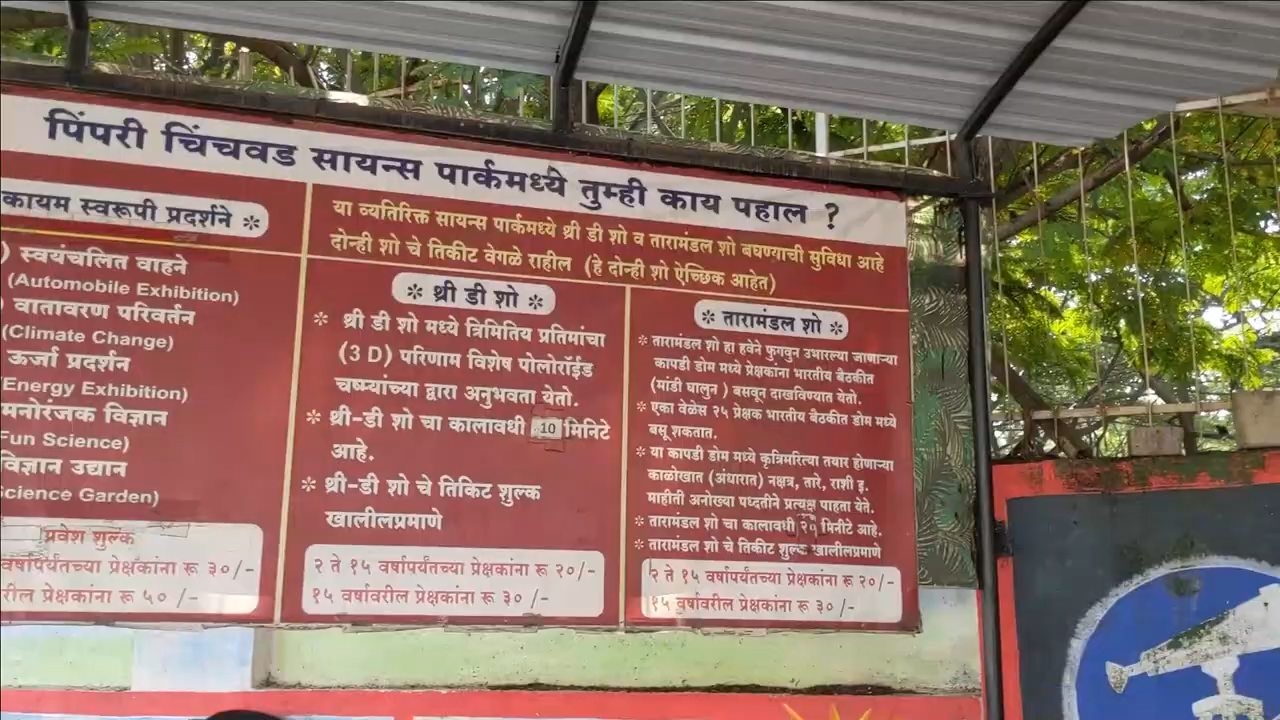 पिंपरी चिंचवड सायन्स पार्कमध्ये तुम्ही काय पहाल ?
कायम स्वरूपी प्रदर्शने ✻
) स्वयंचलित वाहने
(Automobile Exhibition)
वातावरण परिवर्तन
(Climate Change)
ऊर्जा प्रदर्शन
Energy Exhibition)
मनोरंजक विज्ञान
Fun Science)
विज्ञान उद्यान
Science Garden)
प्रवेश शुल्क
वर्षापर्यंतच्या प्रेक्षकांना रू ३०/-
रील प्रेक्षकांना रू ५० /-
या व्यतिरिक्त सायन्स पार्कमध्ये थ्री डी शो व तारामंडल शो बघण्याची सुविधा आहे
दोन्ही शो चे तिकीट वेगळे राहील (हे दोन्ही शो ऐच्छिक आहेत)
✻ थ्री डी शो ✻
✻ थ्री डी शो मध्ये त्रिमितिय प्रतिमांचा
(3 D) परिणाम विशेष पोलोरॉईड
चष्म्यांच्या द्वारा अनुभवता येतो.
✻ थ्री-डी शो चा कालावधी 10 मिनिटे
आहे.
✻ थ्री-डी शो चे तिकिट शुल्क
खालीलप्रमाणे
२ ते १५ वर्षापर्यंतच्या प्रेक्षकांना रू २०/-
१५ वर्षावरील प्रेक्षकांना रू ३० /-
✻ तारामंडल शो ✻
✻ तारामंडल शो हा हवेने फुगवुन उभारल्या जाणाऱ्या
कापडी डोम मध्ये प्रेक्षकांना भारतीय बैठकीत
(मांडी घालुन ) बसवून दाखविण्यात येतो.
✻ एका वेळेस २५ प्रेक्षक भारतीय बैठकीत डोम मध्ये
बसू शकतात.
✻ या कापडी डोम मध्ये कृत्रिमरित्या तयार होणाऱ्या
काळोखात (अंधारात) नक्षत्र, तारे, राशी इ.
माहीती अनोख्या पध्दतीने प्रत्यक्ष पाहता येते.
✻ तारामंडल शो चा कालावधी २५ मिनीटे आहे.
✻ तारामंडल शो चे तिकीट शुल्क खालीलप्रमाणे
२ ते १५ वर्षापर्यंतच्या प्रेक्षकांना रू २०/-
१५ वर्षावरील प्रेक्षकांना रू ३० /-